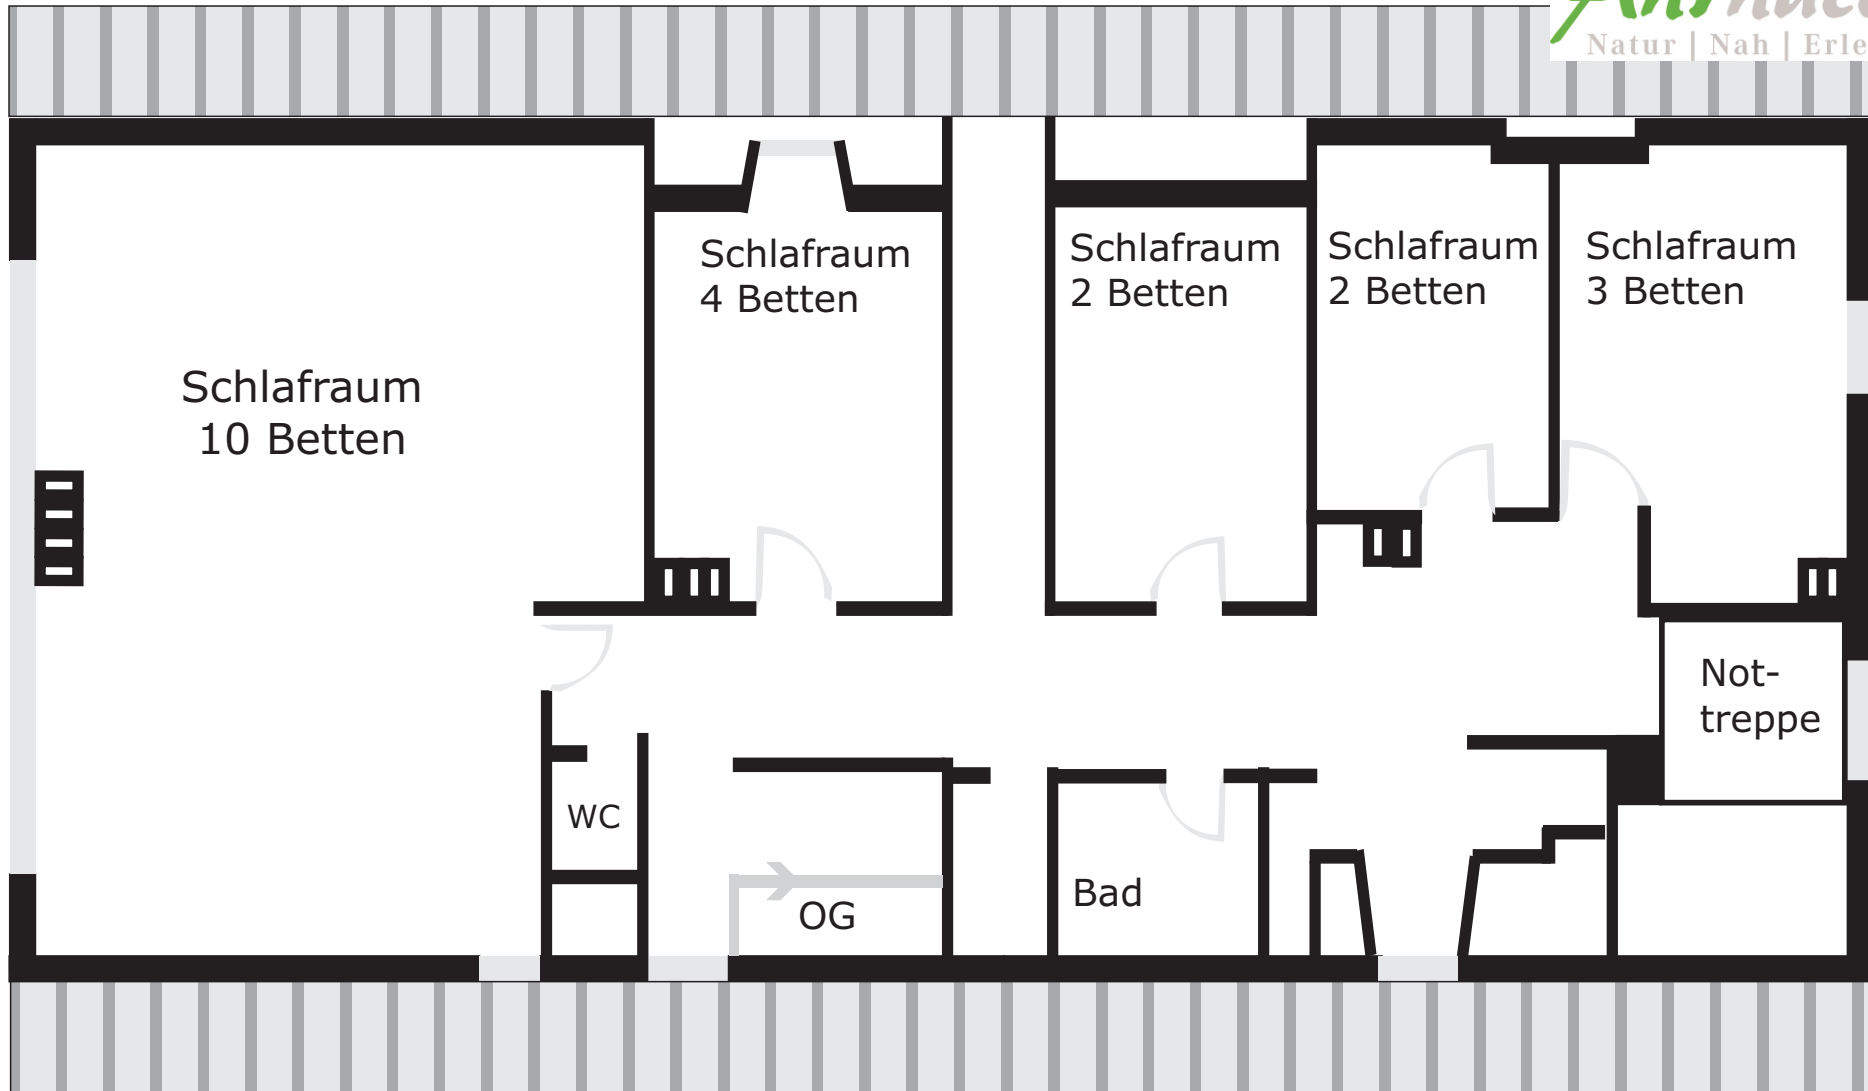 Natur | Nah | Erle
Schlafraum
4 Betten
Schlafraum
2 Betten
Schlafraum
2 Betten
Schlafraum
3 Betten
Schlafraum
10 Betten
Not-
treppe
WC
OG
Bad